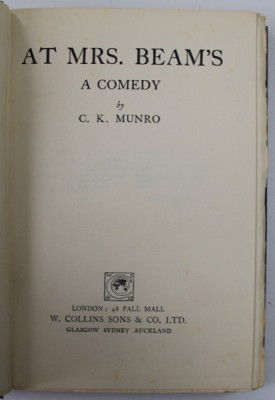 AT MRS. BEAM'S
A COMEDY
by
C. K. MUNRO
LONDON: 48 PALL MALL
W. COLLINS SONS & CO. LTD.
GLASGOW SYDNEY AUCKLAND